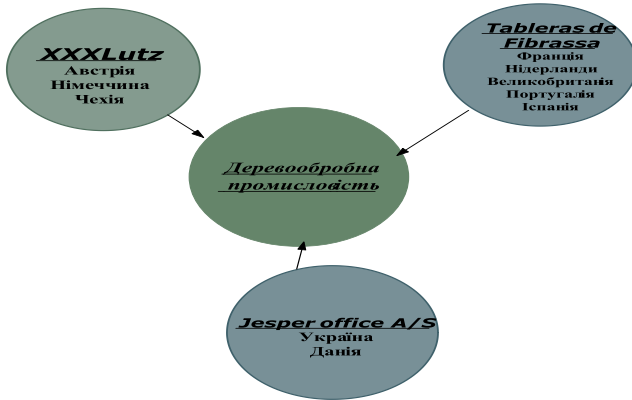 XXXLutz
Австрія
Німеччина
Чехія
Tableras de
Fibrassa
Франція
Нідерланди
Великобританія
Португалія
Іспанія
Деревообробна
промисловість
Jesper office A/S
Україна
Данія